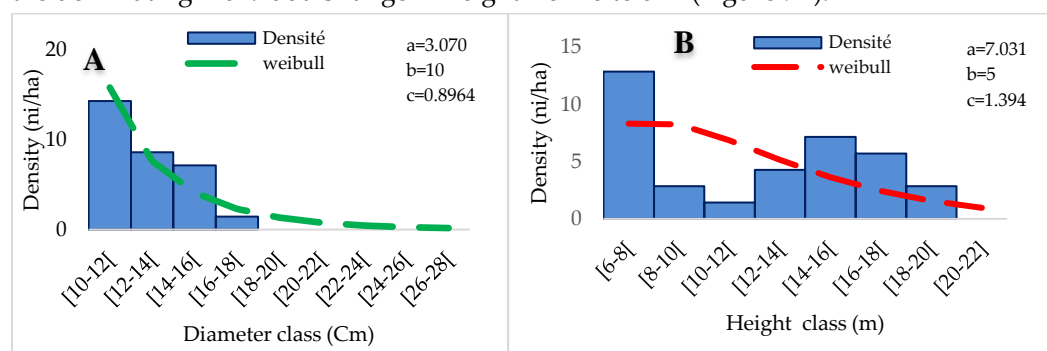 A
Densité
weibull
a=3.070
b=10
c=0.8964
Density (ni/ha)
20
10
0
[10-12[
[12-14[
[14-16[
[16-18[
[18-20[
[20-22[
[22-24[
[24-26[
[26-28[
Diameter class (Cm)
B
Densité
weibull
a=7.031
b=5
c=1.394
Density (ni/ha)
15
10
5
0
[6-8[
[8-10[
[10-12[
[12-14[
[14-16[
[16-18[
[18-20[
[20-22]
Height class (m)